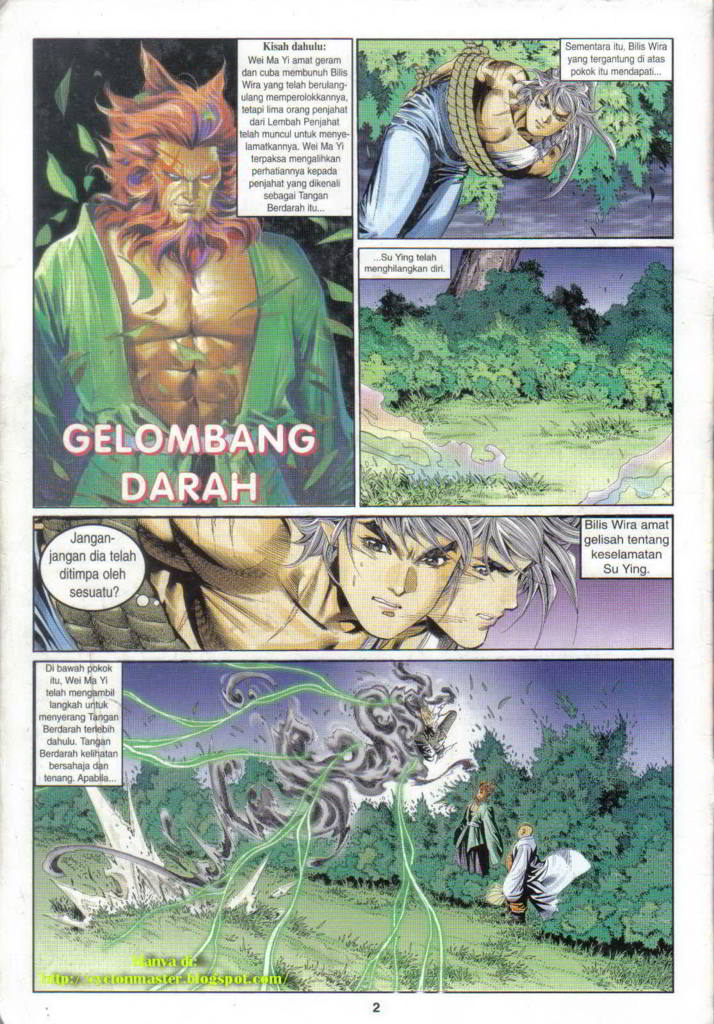 Kisah dahulu:
Wei Ma Yi amat geram
dan cuba membunuh Bilis
Wira yang telah berulang-
ulang memperolokkannya,
tetapi lima orang penjahat
dari Lembah Penjahat
telah muncul untuk menye-
lamatkannya. Wei Ma Yi
terpaksa mengalihkan
perhatiannya kepada
penjahat yang dikenali
sebagai Tangan
Berdarah itu...
Sementara itu, Bilis Wira
yang tergantung di atas
pokok itu mendapati...
...Su Ying telah
menghilangkan diri.
GELOMBANG
DARAH
Jangan-
jangan dia telah
ditimpa oleh
sesuatu?
Bilis Wira amat
gelisah tentang
keselamatan
Su Ying.
Di bawah pokok
itu, Wei Ma Yi
telah mengambil
langkah untuk
menyerang Tangan
Berdarah terlebih
dahulu. Tangan
Berdarah kelihatan
bersahaja dan
tenang. Apabila...
Hanya di:
http://cyclonmaster.blogspot.com/
2